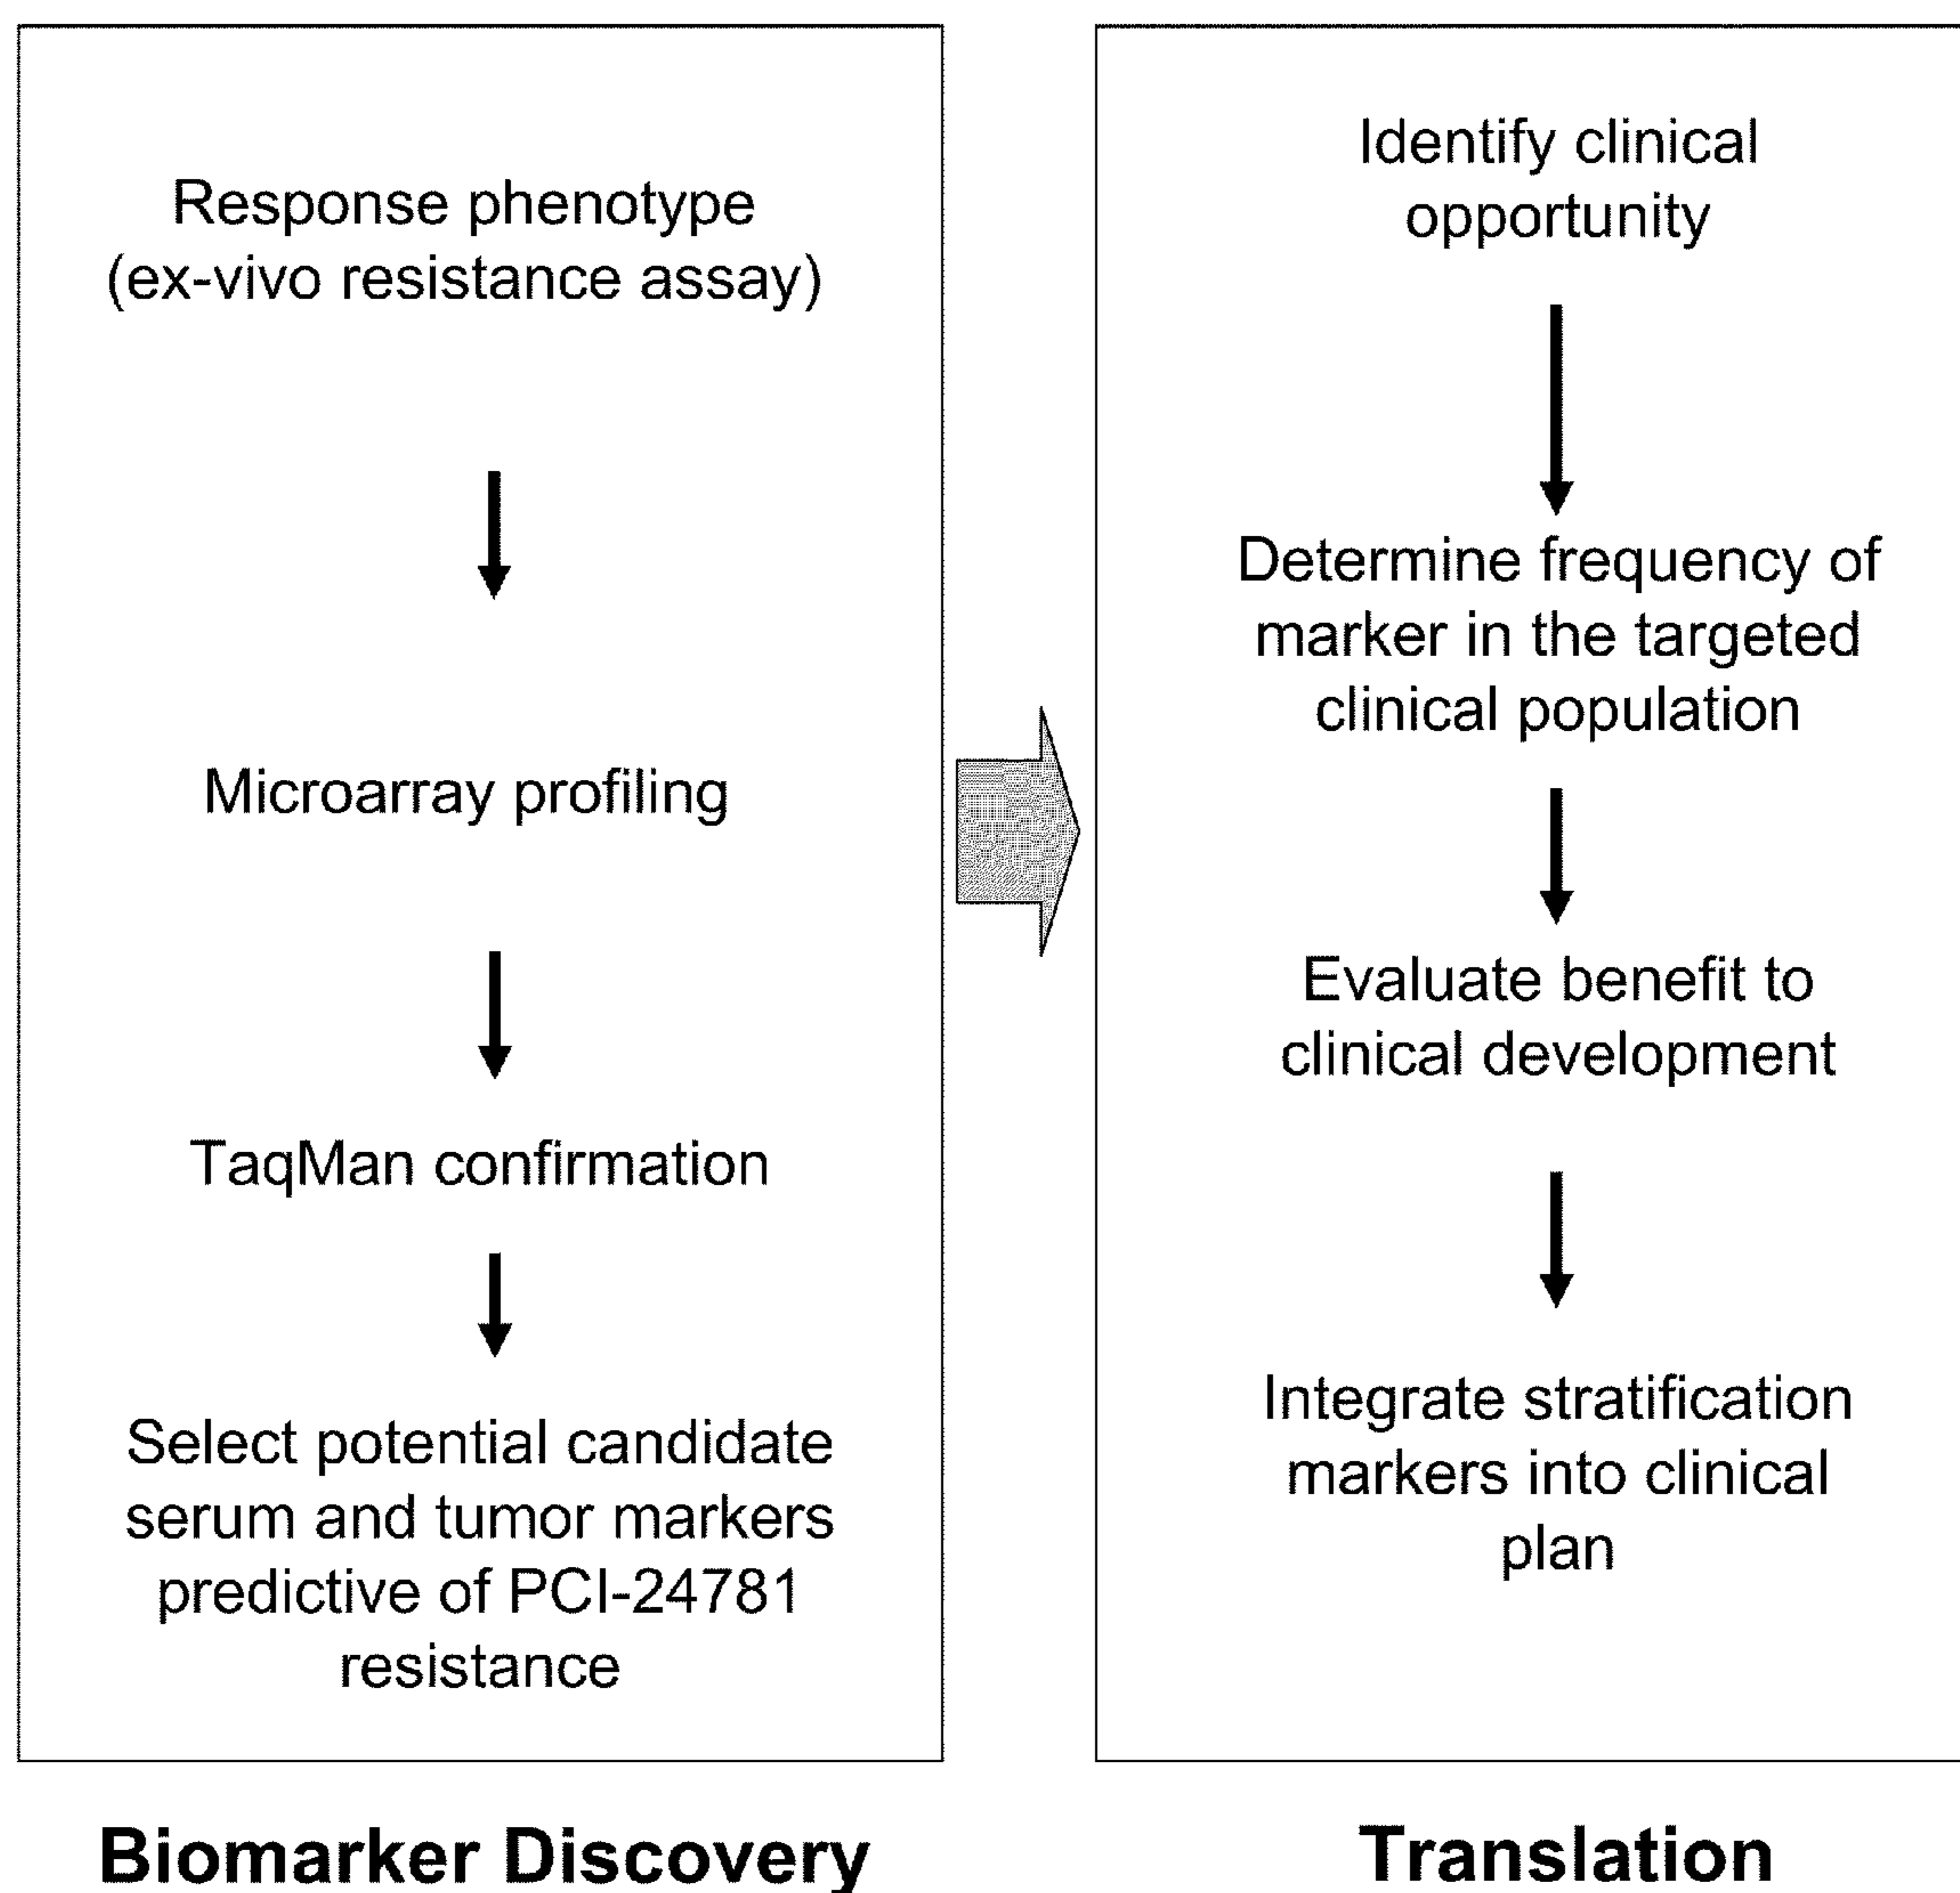 Response phenotype
(ex-vivo resistance assay)
Microarray profiling
TaqMan confirmation
Select potential candidate
serum and tumor markers
predictive of PCI-24781
resistance
Biomarker Discovery
Identify clinical
opportunity
Determine frequency of
marker in the targeted
clinical population
Evaluate benefit to
clinical development
Integrate stratification
markers into clinical
plan
Translation